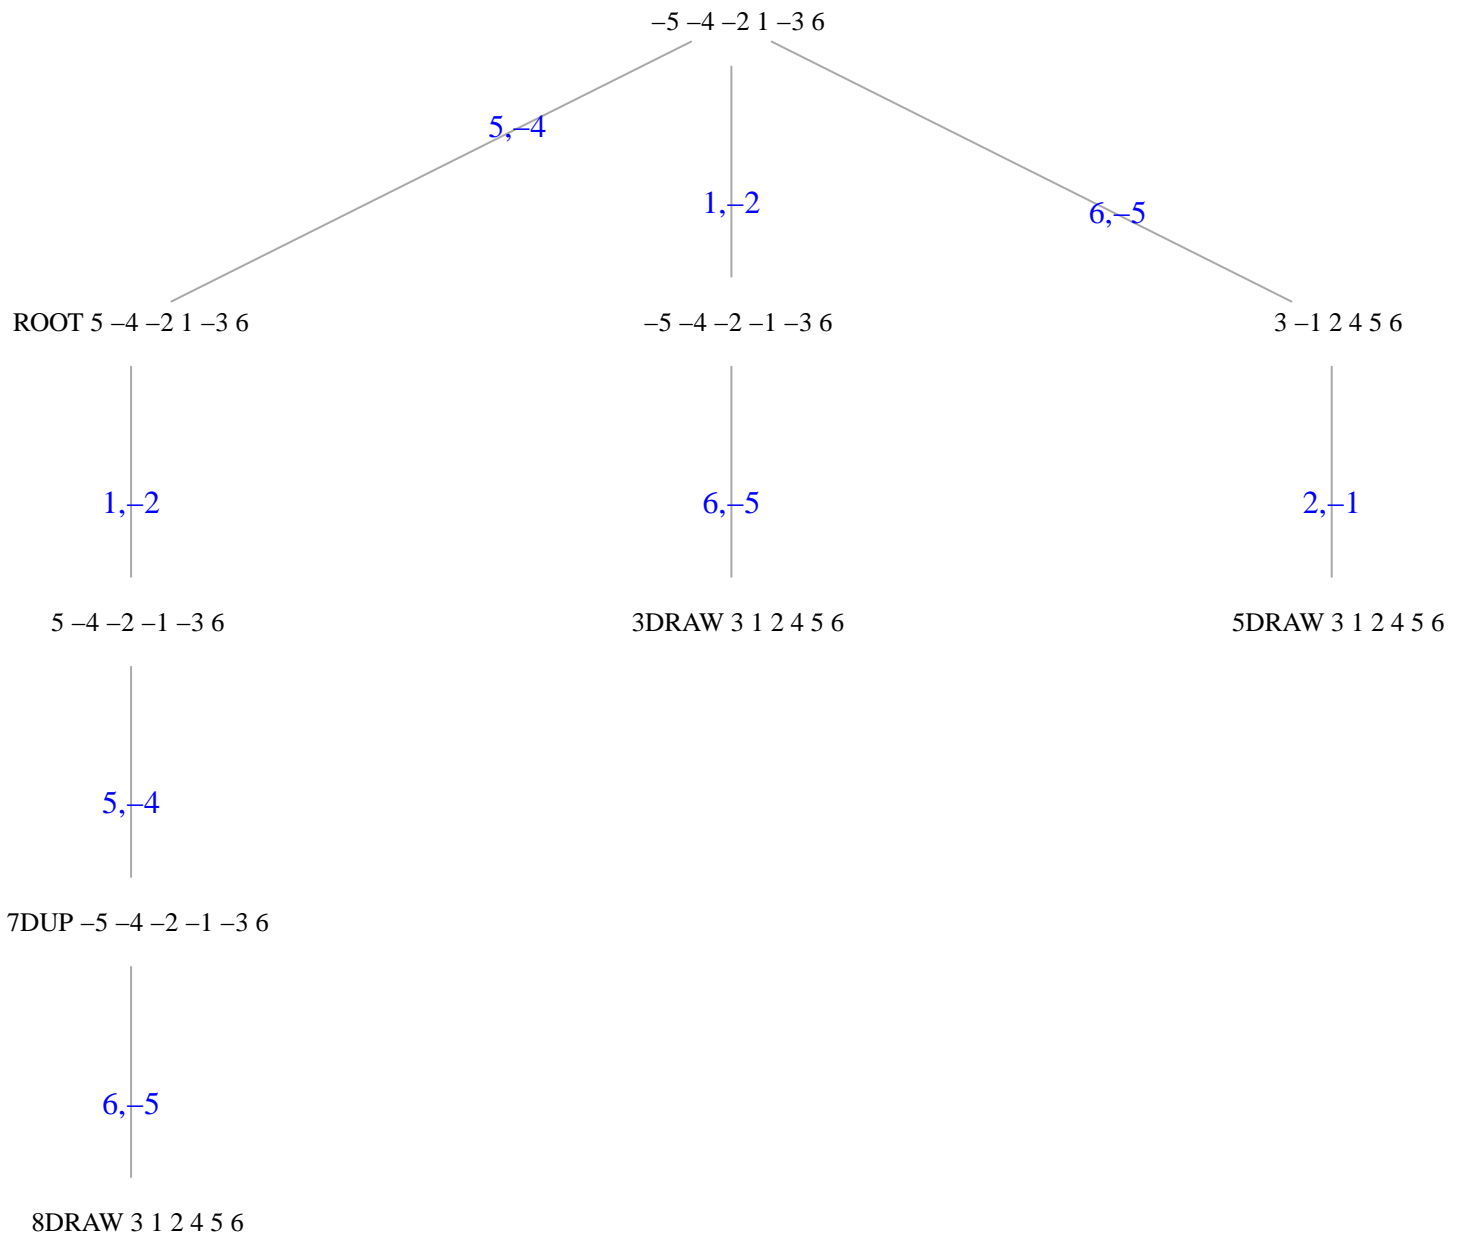 –5 –4 –2 1 –3 6
5,–4
1,–2
6,–5
ROOT 5 –4 –2 1 –3 6
–5 –4 –2 –1 –3 6
3 –1 2 4 5 6
1,–2
6,–5
2,–1
5 –4 –2 –1 –3 6
3DRAW 3 1 2 4 5 6
5DRAW 3 1 2 4 5 6
5,–4
7DUP –5 –4 –2 –1 –3 6
6,–5
8DRAW 3 1 2 4 5 6